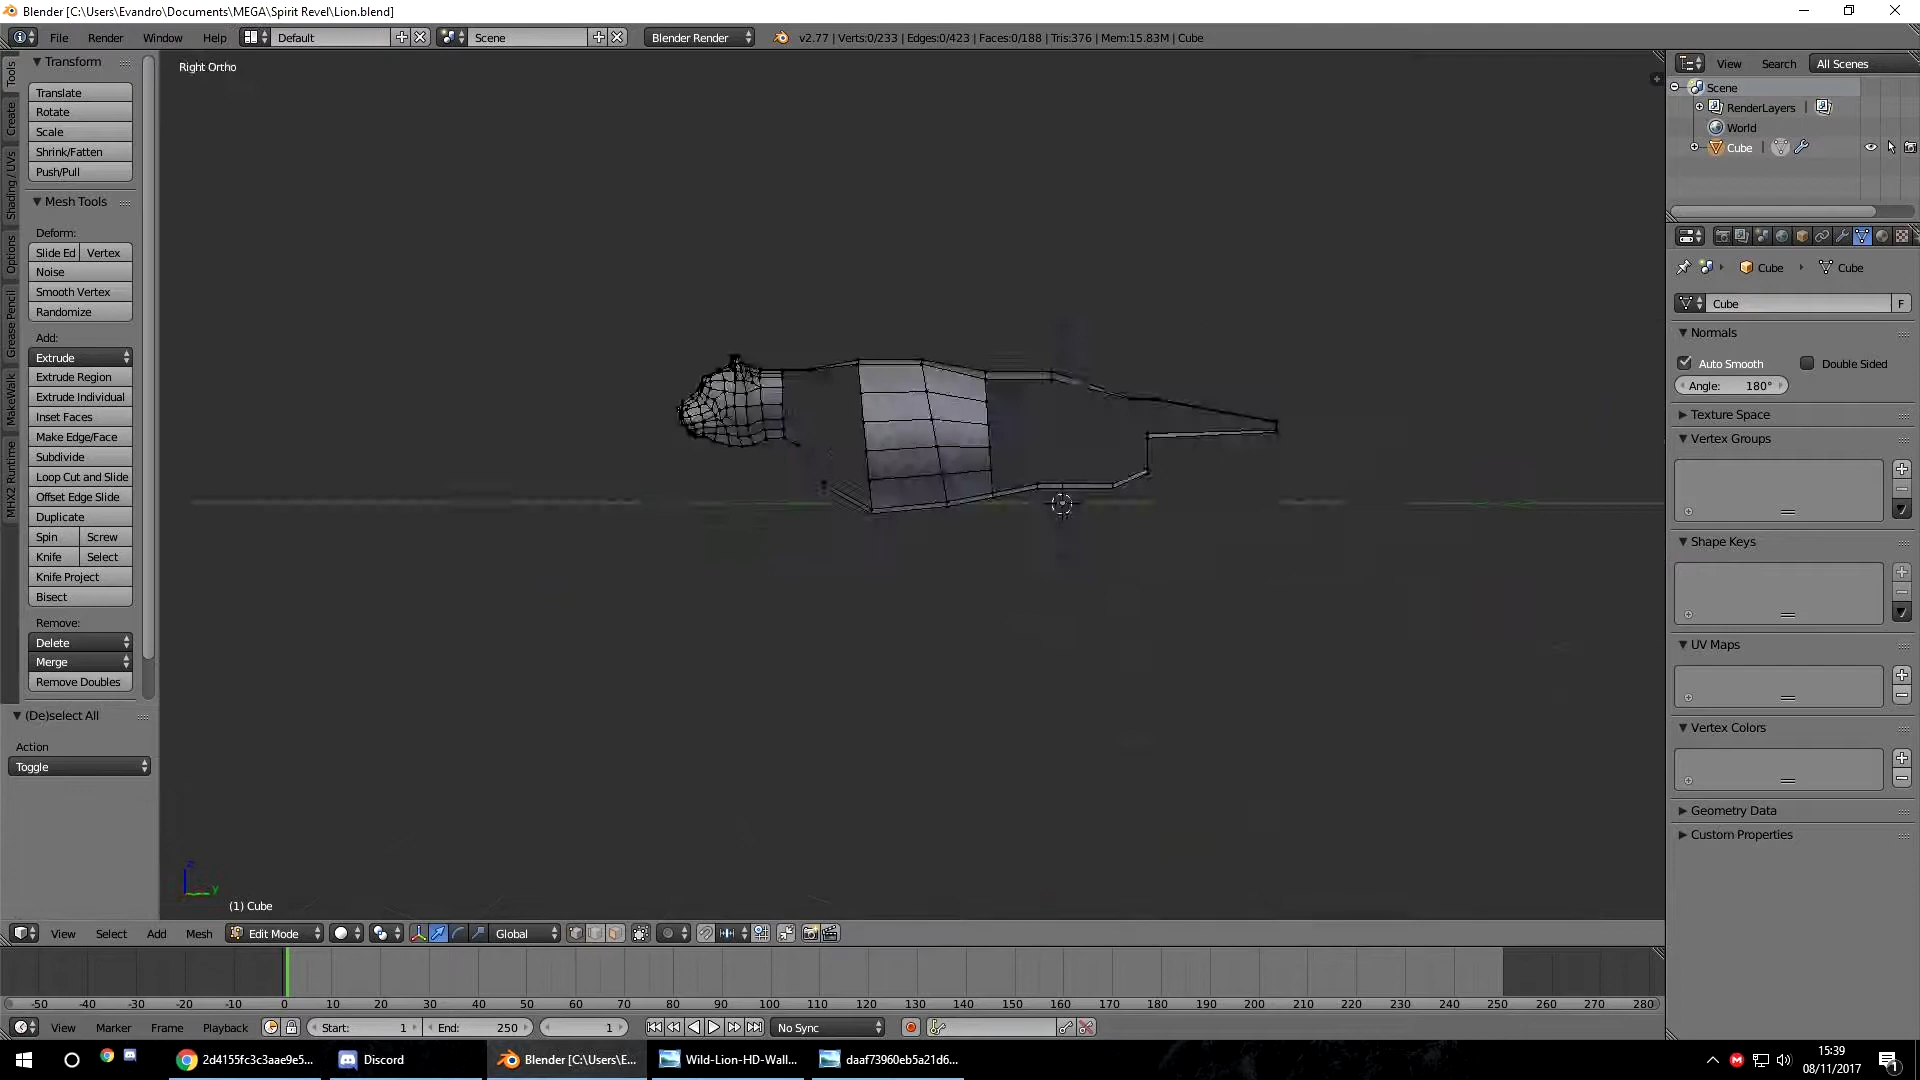 Blender [C:\Users\Evandro\Documents\MEGA\Spirit Revel\Lion.blend]
File Render Window Help Default Scene Blender Render v2.77 | Verts:0/233 | Edges:0/423 | Faces:0/188 | Tris:376 | Mem:15.83M | Cube
Tools
Create
Shading / UVs
Options
Grease Pencil
MakeWalk
MHX2 Runtime
Transform
Translate
Rotate
Scale
Shrink/Fatten
Push/Pull
Mesh Tools
Deform:
Slide Ed Vertex
Noise
Smooth Vertex
Randomize
Add:
Extrude
Extrude Region
Extrude Individual
Inset Faces
Make Edge/Face
Subdivide
Loop Cut and Slide
Offset Edge Slide
Duplicate
Spin Screw
Knife Select
Knife Project
Bisect
Remove:
Delete
Merge
Remove Doubles
(De)select All
Action
Toggle
Right Ortho
z
y
(1) Cube
View Search All Scenes
Scene
RenderLayers |
World
Cube |
Cube Cube
Cube F
Normals
Auto Smooth Double Sided
Angle: 180°
Texture Space
Vertex Groups
Shape Keys
UV Maps
Vertex Colors
Geometry Data
Custom Properties
View Select Add Mesh Edit Mode Global
-50 -40 -30 -20 -10 0 10 20 30 40 50 60 70 80 90 100 110 120 130 140 150 160 170 180 190 200 210 220 230 240 250 260 270 280
View Marker Frame Playback Start: 1 End: 250 1 No Sync
2d4155fc3c3aae9e5... Discord Blender [C:\Users\E... Wild-Lion-HD-Wall... daaf73960eb5a21d6...
15:39
08/11/2017
1